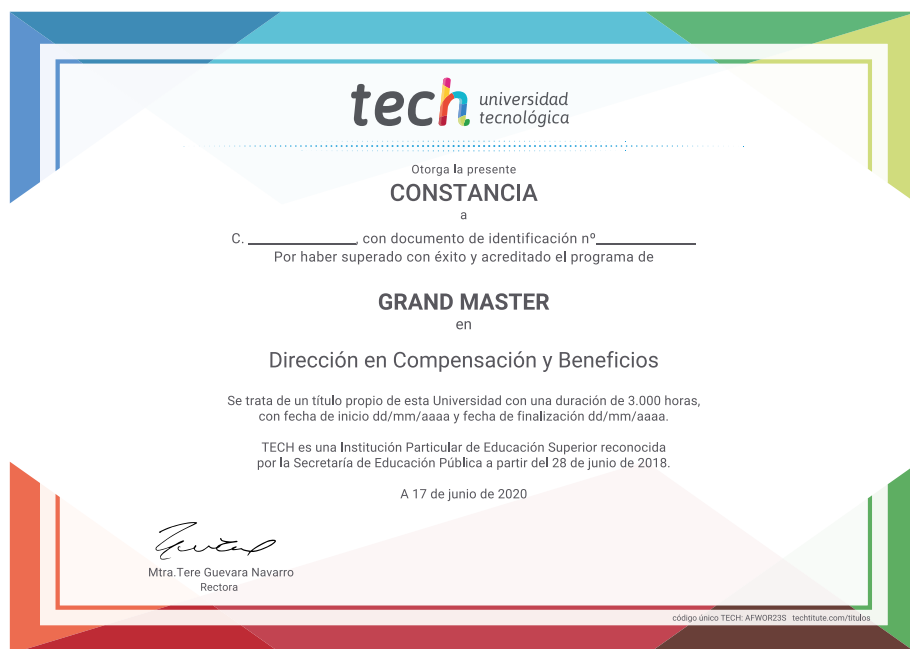 tech universidad
tecnológica
Otorga la presente
CONSTANCIA
a
C. ____________, con documento de identificación nº___________
Por haber superado con éxito y acreditado el programa de
GRAND MASTER
en
Dirección en Compensación y Beneficios
Se trata de un título propio de esta Universidad con una duración de 3.000 horas,
con fecha de inicio dd/mm/aaaa y fecha de finalización dd/mm/aaaa.
TECH es una Institución Particular de Educación Superior reconocida
por la Secretaría de Educación Pública a partir del 28 de junio de 2018.
A 17 de junio de 2020
Mtra.Tere Guevara Navarro
Rectora
código único TECH: AFWOR23S techtitute.com/titulos